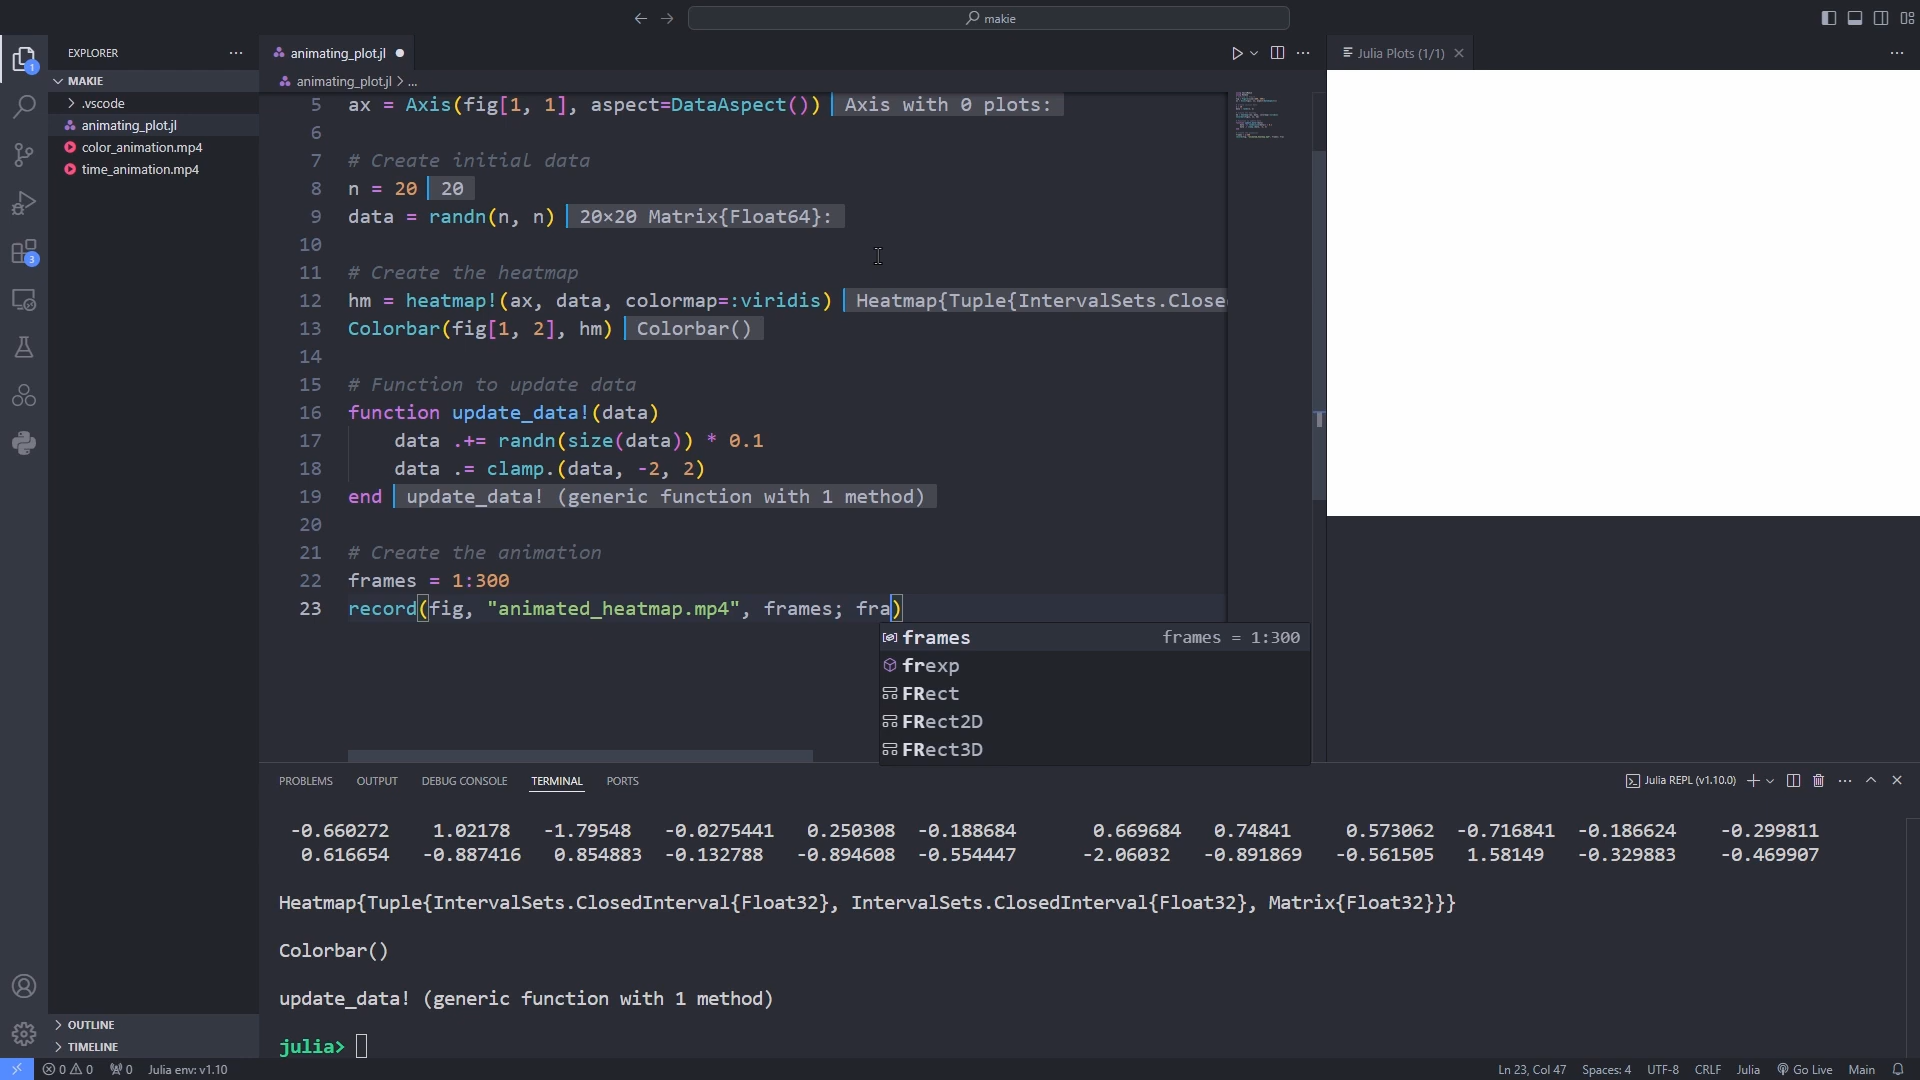 makie
EXPLORER
MAKIE
.vscode
animating_plot.jl
color_animation.mp4
time_animation.mp4
OUTLINE
TIMELINE
1
3
animating_plot.jl
animating_plot.jl > ...
5 ax = Axis(fig[1, 1], aspect=DataAspect()) Axis with 0 plots:
6
7 # Create initial data
8 n = 20 20
9 data = randn(n, n) 20×20 Matrix{Float64}:
10
11 # Create the heatmap
12 hm = heatmap!(ax, data, colormap=:viridis) Heatmap{Tuple{IntervalSets.Close
13 Colorbar(fig[1, 2], hm) Colorbar()
14
15 # Function to update data
16 function update_data!(data)
17 data .+= randn(size(data)) * 0.1
18 data .= clamp.(data, -2, 2)
19 end update_data! (generic function with 1 method)
20
21 # Create the animation
22 frames = 1:300
23 record(fig, "animated_heatmap.mp4", frames; fra)
frames frames = 1:300
frexp
FRect
FRect2D
FRect3D
Julia Plots (1/1)
PROBLEMS OUTPUT DEBUG CONSOLE TERMINAL PORTS
Julia REPL (v1.10.0)
-0.660272 1.02178 -1.79548 -0.0275441 0.250308 -0.188684 0.669684 0.74841 0.573062 -0.716841 -0.186624 -0.299811
0.616654 -0.887416 0.854883 -0.132788 -0.894608 -0.554447 -2.06032 -0.891869 -0.561505 1.58149 -0.329883 -0.469907
Heatmap{Tuple{IntervalSets.ClosedInterval{Float32}, IntervalSets.ClosedInterval{Float32}, Matrix{Float32}}}
Colorbar()
update_data! (generic function with 1 method)
julia>
0 0 0 Julia env: v1.10
Ln 23, Col 47 Spaces: 4 UTF-8 CRLF Julia Go Live Main